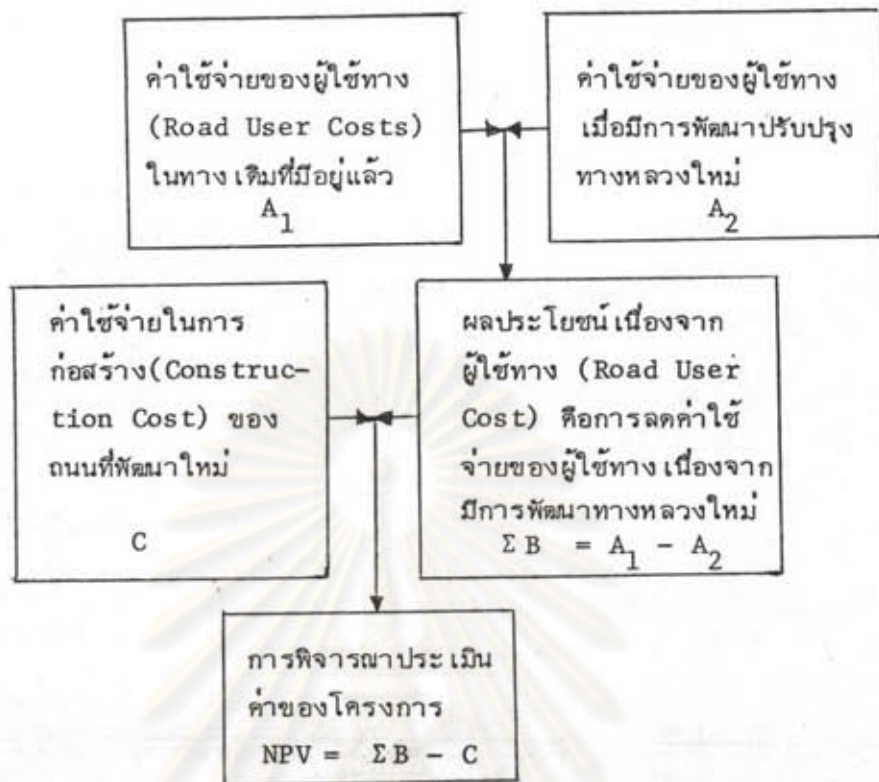 ค่าใช้จ่ายของผู้ใช้ทาง
(Road User Costs)
ในทางเดิมที่มีอยู่แล้ว
A₁
ค่าใช้จ่ายของผู้ใช้ทาง
เมื่อมีการพัฒนาปรับปรุง
ทางหลวงใหม่
A₂
ค่าใช้จ่ายในการ
ก่อสร้าง(Construc-
tion Cost) ของ
ถนนที่พัฒนาใหม่
C
ผลประโยชน์เนื่องจาก
ผู้ใช้ทาง (Road User
Cost) คือการลดค่าใช้
จ่ายของผู้ใช้ทางเนื่องจาก
มีการพัฒนาทางหลวงใหม่
ΣB = A₁ - A₂
การพิจารณาประเมิน
ค่าของโครงการ
NPV = ΣB - C